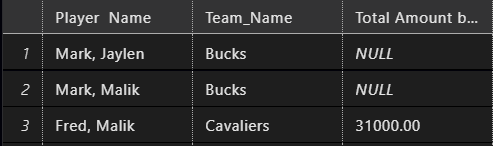 Player Name Team_Name Total Amount b...
1 Mark, Jaylen Bucks NULL
2 Mark, Malik Bucks NULL
3 Fred, Malik Cavaliers 31000.00